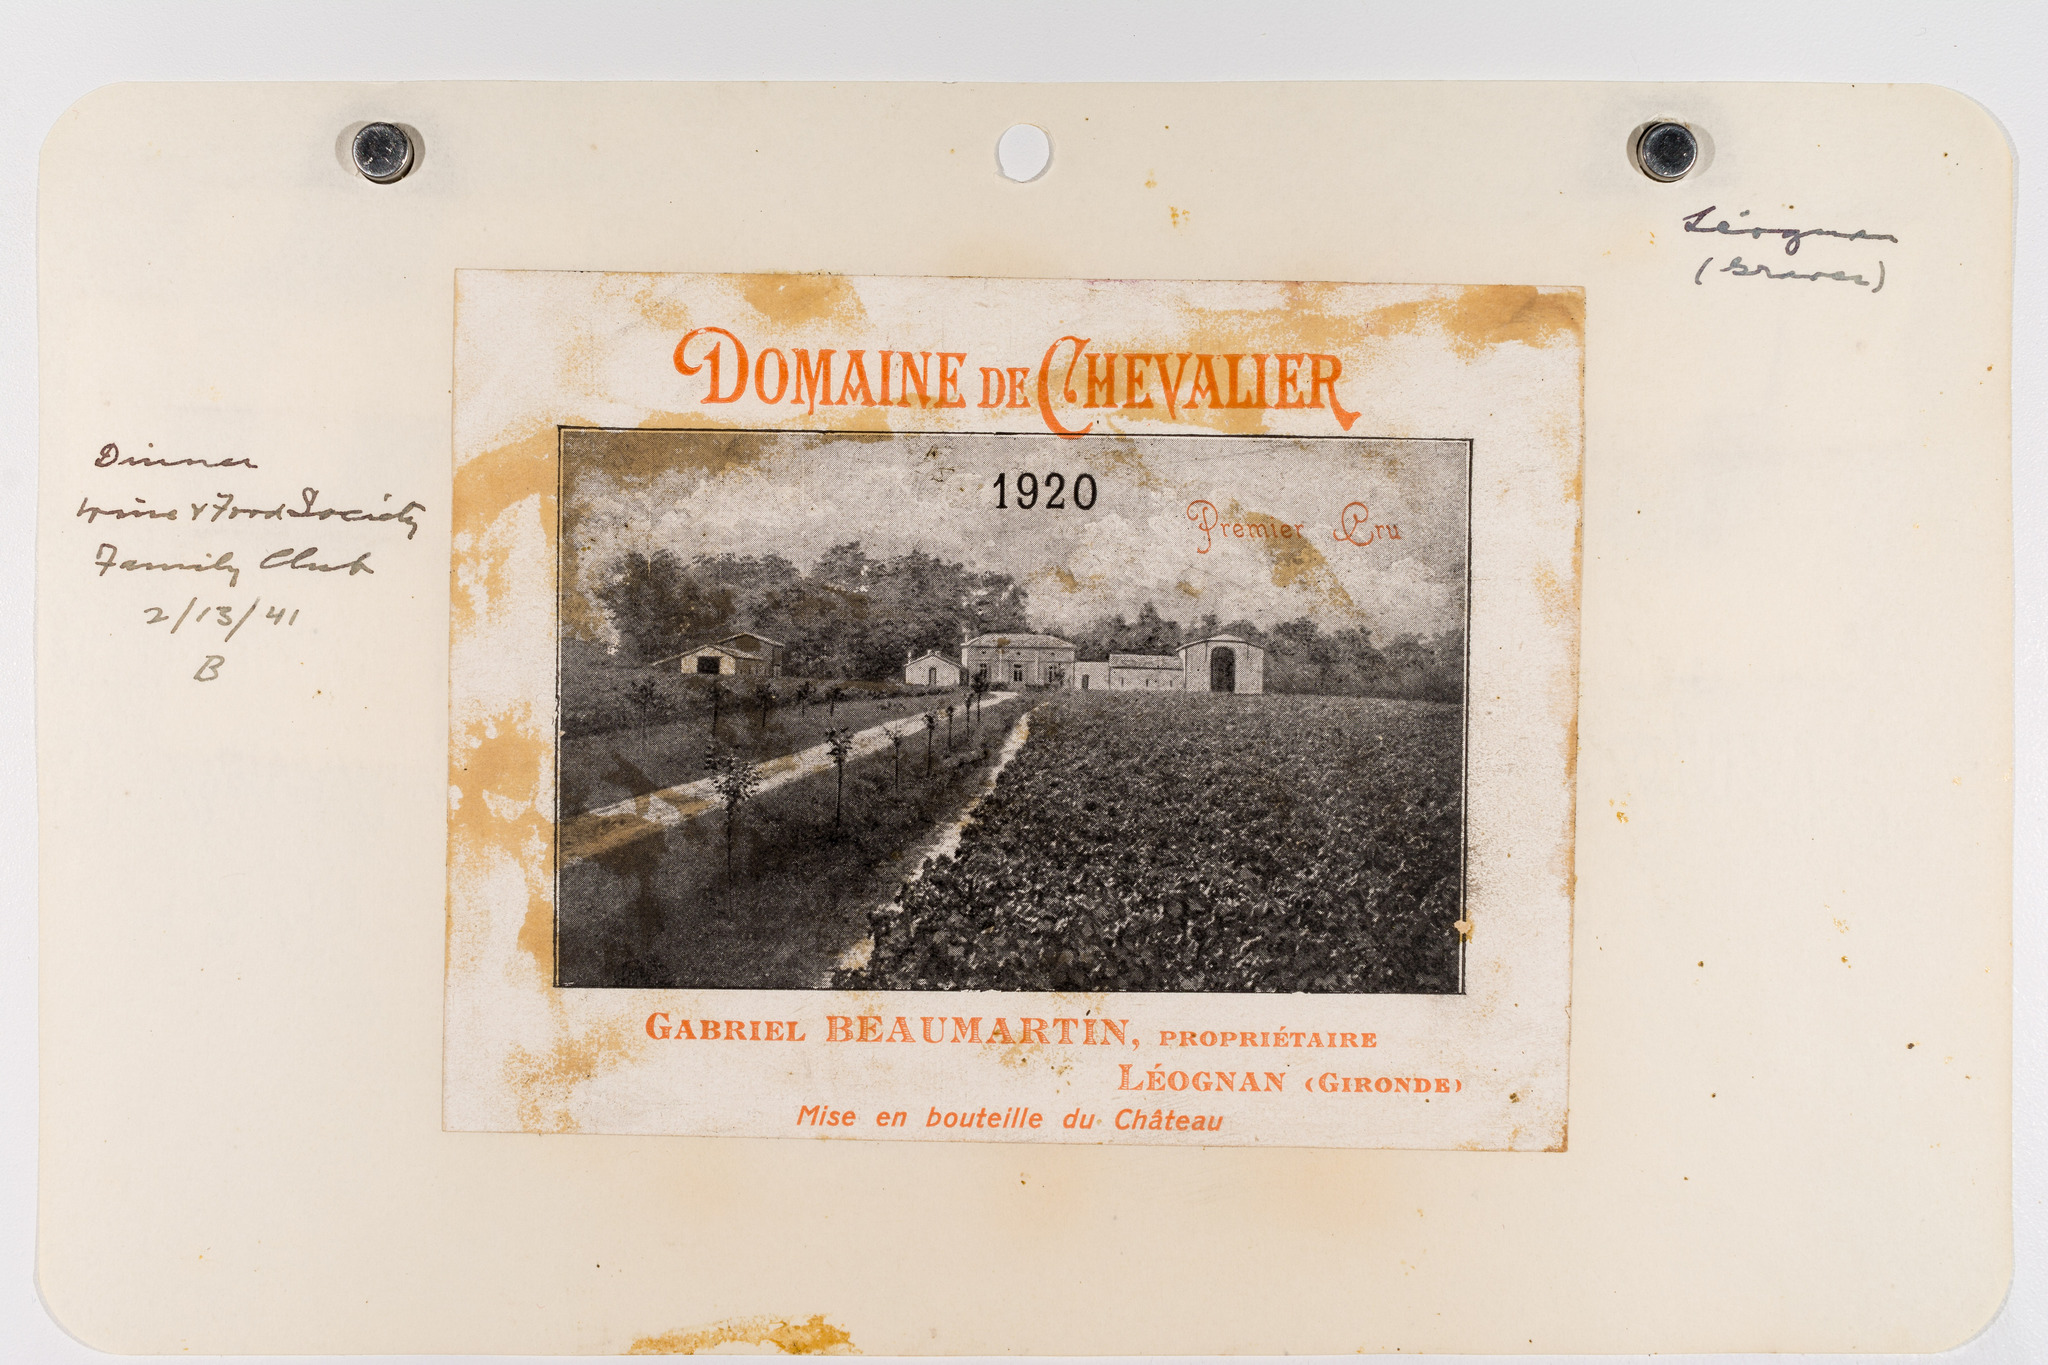 Léognan
(Graves)
DOMAINE DE CHEVALIER
1920
Premier Cru
Dinner
Wine & Food Society
Family Club
2/13/41
B
GABRIEL BEAUMARTIN, PROPRIÉTAIRE
LÉOGNAN (GIRONDE)
Mise en bouteille du Château